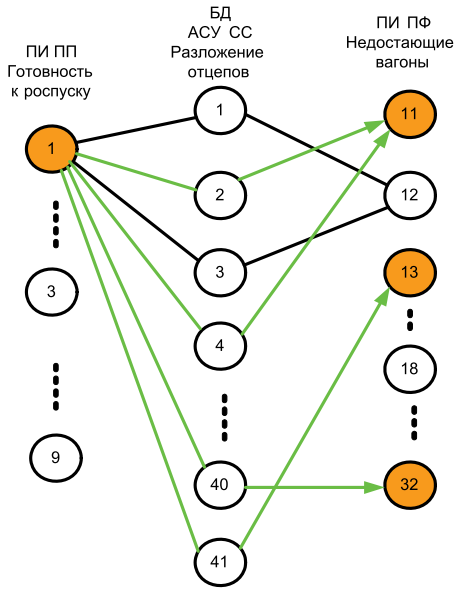 ПИ ПП
Готовность
к роспуску
БД
АСУ СС
Разложение
отцепов
ПИ ПФ
Недостающие
вагоны
1
3
9
1
2
3
4
40
41
11
12
13
18
32